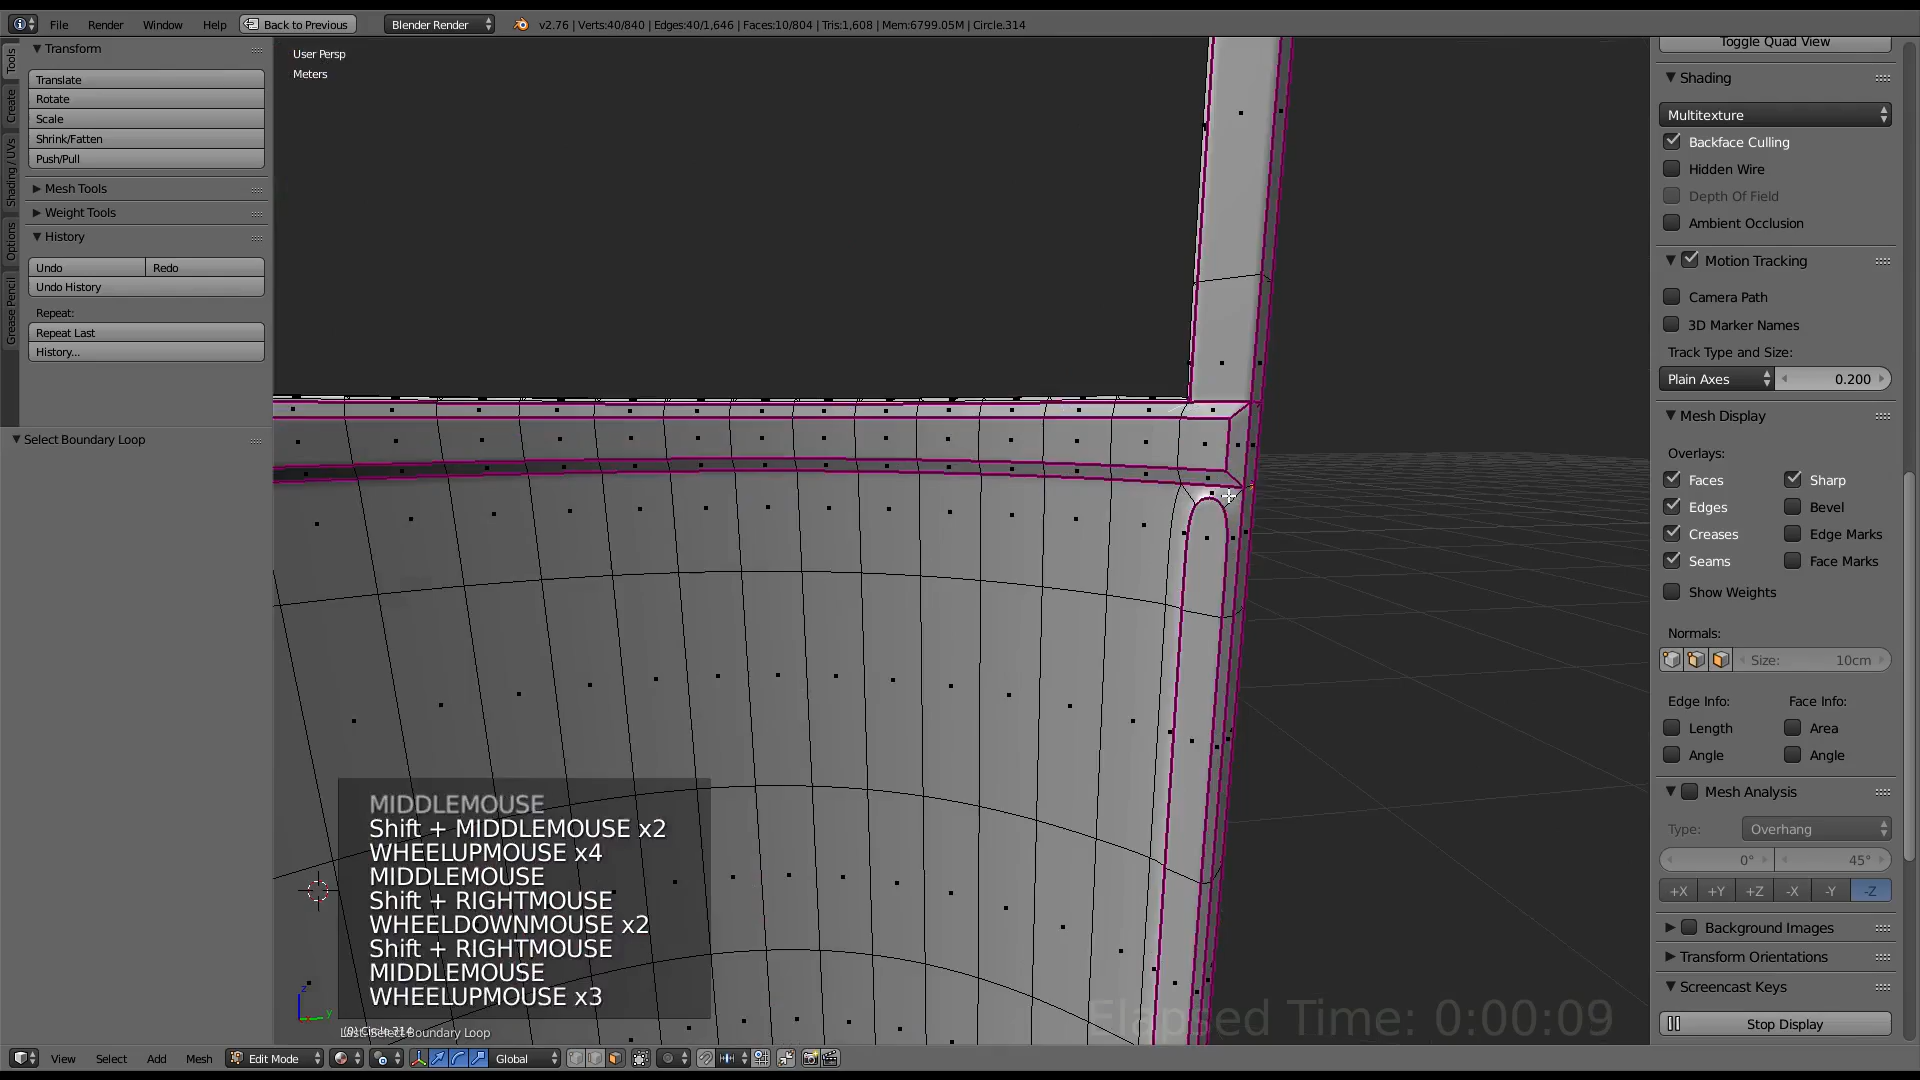 File
Render
Window
Help
Back to Previous
Blender Render
v2.76 | Verts:40/840 | Edges:40/1,646 | Faces:10/804 | Tris:1,608 | Mem:6799.05M | Circle.314
Tools
Create
Shading / UVs
Options
Grease Pencil
Transform
Translate
Rotate
Scale
Shrink/Fatten
Push/Pull
Mesh Tools
Weight Tools
History
Undo
Redo
Undo History
Repeat:
Repeat Last
History...
Select Boundary Loop
User Persp
Meters
MIDDLEMOUSE
Shift + MIDDLEMOUSE x2
WHEELUPMOUSE x4
MIDDLEMOUSE
Shift + RIGHTMOUSE
WHEELDOWNMOUSE x2
Shift + RIGHTMOUSE
MIDDLEMOUSE
WHEELUPMOUSE x3
z
y
(0) Circle.314
Last: Select Boundary Loop
Elapsed Time: 0:00:09
View
Select
Add
Mesh
Edit Mode
Global
Toggle Quad View
Shading
Multitexture
Backface Culling
Hidden Wire
Depth Of Field
Ambient Occlusion
Motion Tracking
Camera Path
3D Marker Names
Track Type and Size:
Plain Axes
0.200
Mesh Display
Overlays:
Faces
Sharp
Edges
Bevel
Creases
Edge Marks
Seams
Face Marks
Show Weights
Normals:
Size: 10cm
Edge Info:
Face Info:
Length
Area
Angle
Angle
Mesh Analysis
Type:
Overhang
0°
45°
+X
+Y
+Z
-X
-Y
-Z
Background Images
Transform Orientations
Screencast Keys
Stop Display